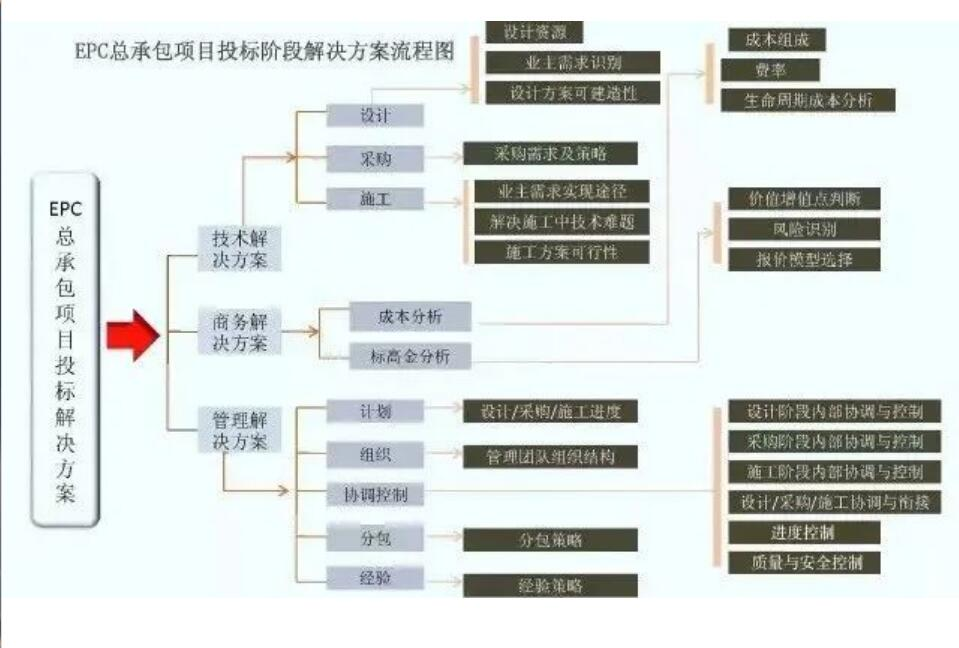 EPC总承包项目投标阶段解决方案流程图
EPC总承包项目投标解决方案
技术解
决方案
设计
设计资源
业主需求识别
设计方案可建造性
采购
采购需求及策略
施工
业主需求实现途径
解决施工中技术难题
施工方案可行性
商务解
决方案
成本分析
成本组成
费率
生命周期成本分析
标高金分析
价值增值点判断
风险识别
报价模型选择
管理解
决方案
计划
设计/采购/施工进度
组织
管理团队组织结构
协调控制
设计阶段内部协调与控制
采购阶段内部协调与控制
施工阶段内部协调与控制
设计/采购/施工协调与衔接
进度控制
质量与安全控制
分包
分包策略
经验
经验策略